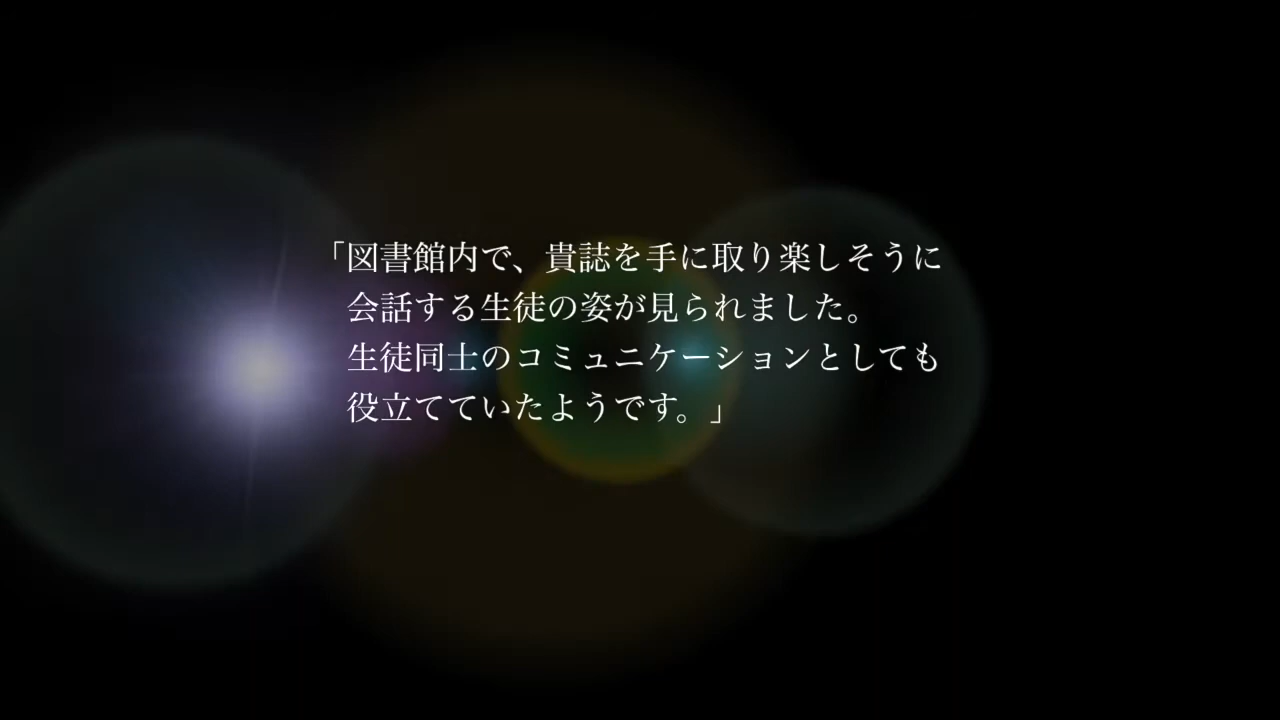 「図書館内で、貴誌を手に取り楽しそうに
会話する生徒の姿が見られました。
生徒同士のコミュニケーションとしても
役立てていたようです。」